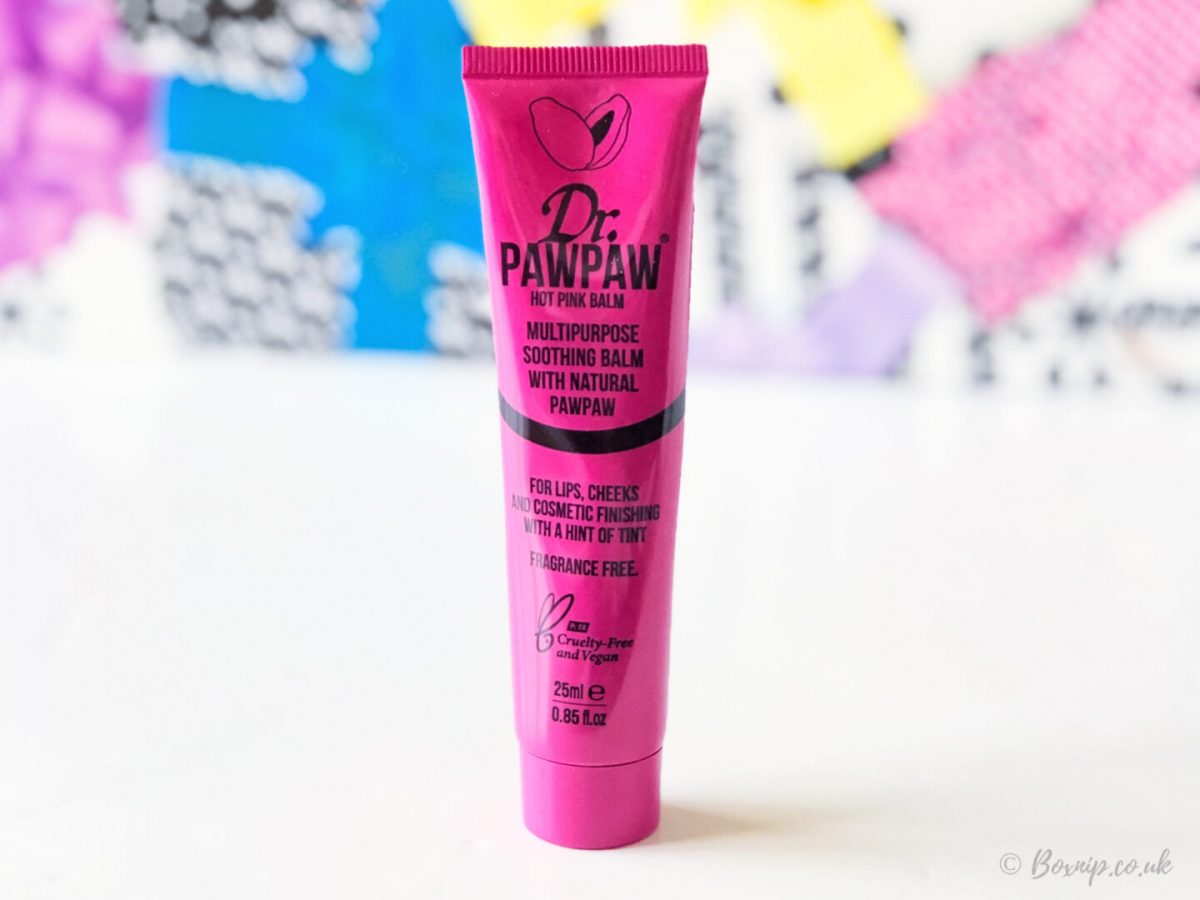 Dr.
PAWPAW®
HOT PINK BALM
MULTIPURPOSE
SOOTHING BALM
WITH NATURAL
PAWPAW
FOR LIPS, CHEEKS
AND COSMETIC FINISHING
WITH A HINT OF TINT
FRAGRANCE FREE.
PETA
Cruelty-Free
and Vegan
25ml ℮
0.85 fl.oz
© Boxnip.co.uk